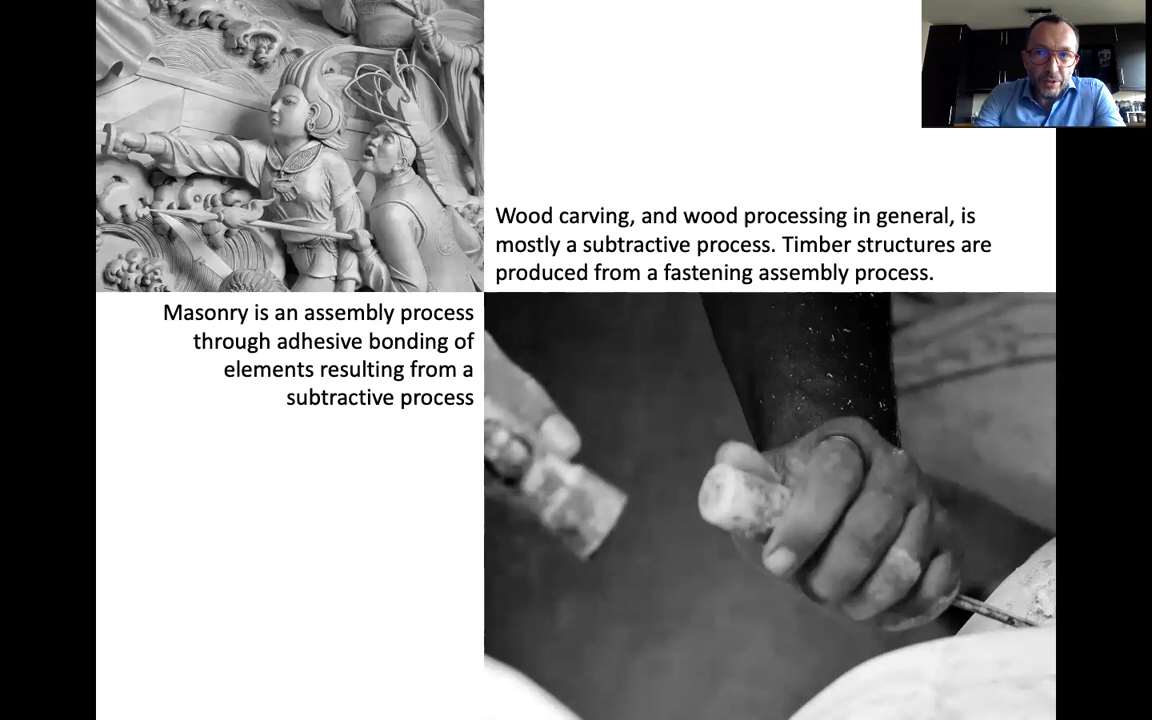 Wood carving, and wood processing in general, is
mostly a subtractive process. Timber structures are
produced from a fastening assembly process.
Masonry is an assembly process
through adhesive bonding of
elements resulting from a
subtractive process